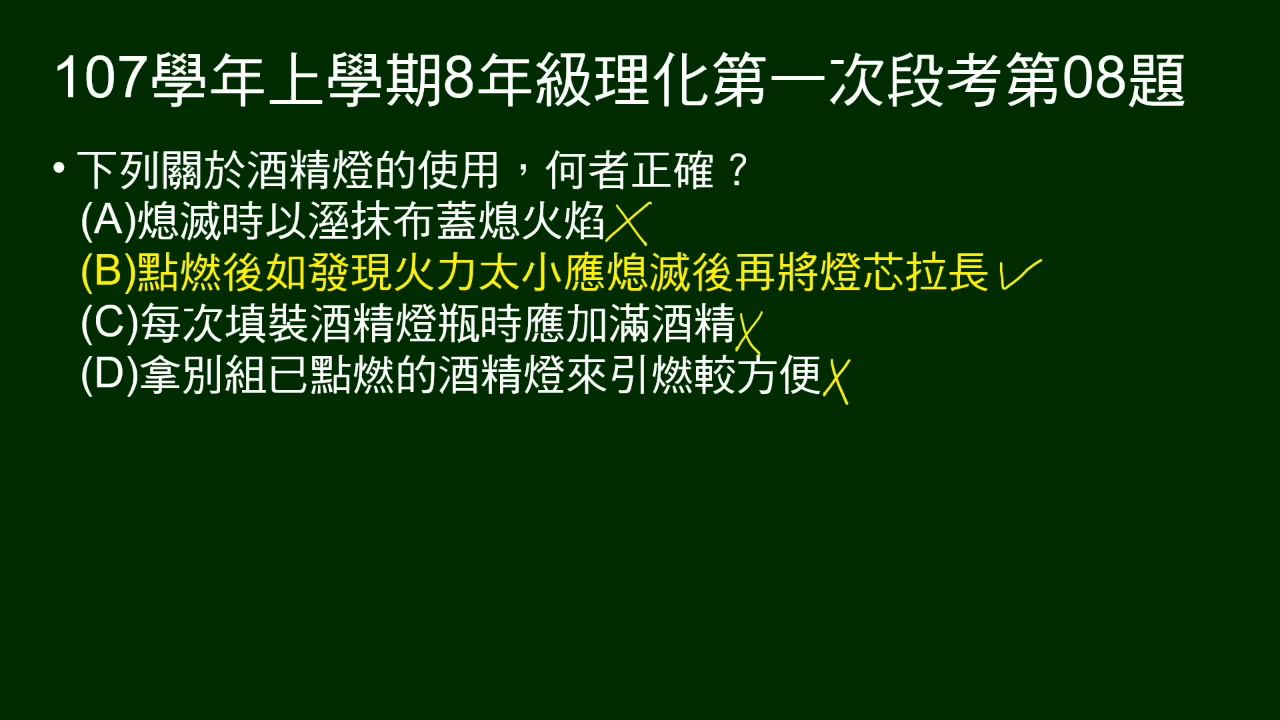 107學年上學期8年級理化第一次段考第08題
• 下列關於酒精燈的使用，何者正確？
(A)熄滅時以溼抹布蓋熄火焰
(B)點燃後如發現火力太小應熄滅後再將燈芯拉長
(C)每次填裝酒精燈瓶時應加滿酒精
(D)拿別組已點燃的酒精燈來引燃較方便